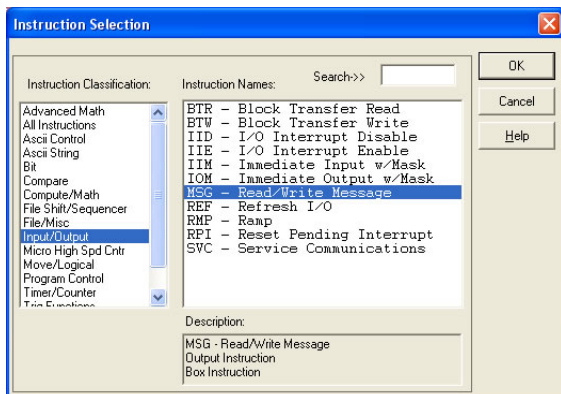 Instruction Selection
Instruction Classification:
Instruction Names:
Search->>
OK
Cancel
Help
Advanced Math
All Instructions
Ascii Control
Ascii String
Bit
Compare
Compute/Math
File Shift/Sequencer
File/Misc
Input/Output
Micro High Spd Cntr
Move/Logical
Program Control
Timer/Counter
Trig Functions
BTR - Block Transfer Read
BTW - Block Transfer Write
IID - I/O Interrupt Disable
IIE - I/O Interrupt Enable
IIM - Immediate Input w/Mask
IOM - Immediate Output w/Mask
MSG - Read/Write Message
REF - Refresh I/O
RMP - Ramp
RPI - Reset Pending Interrupt
SVC - Service Communications
Description:
MSG - Read/Write Message
Output Instruction
Box Instruction